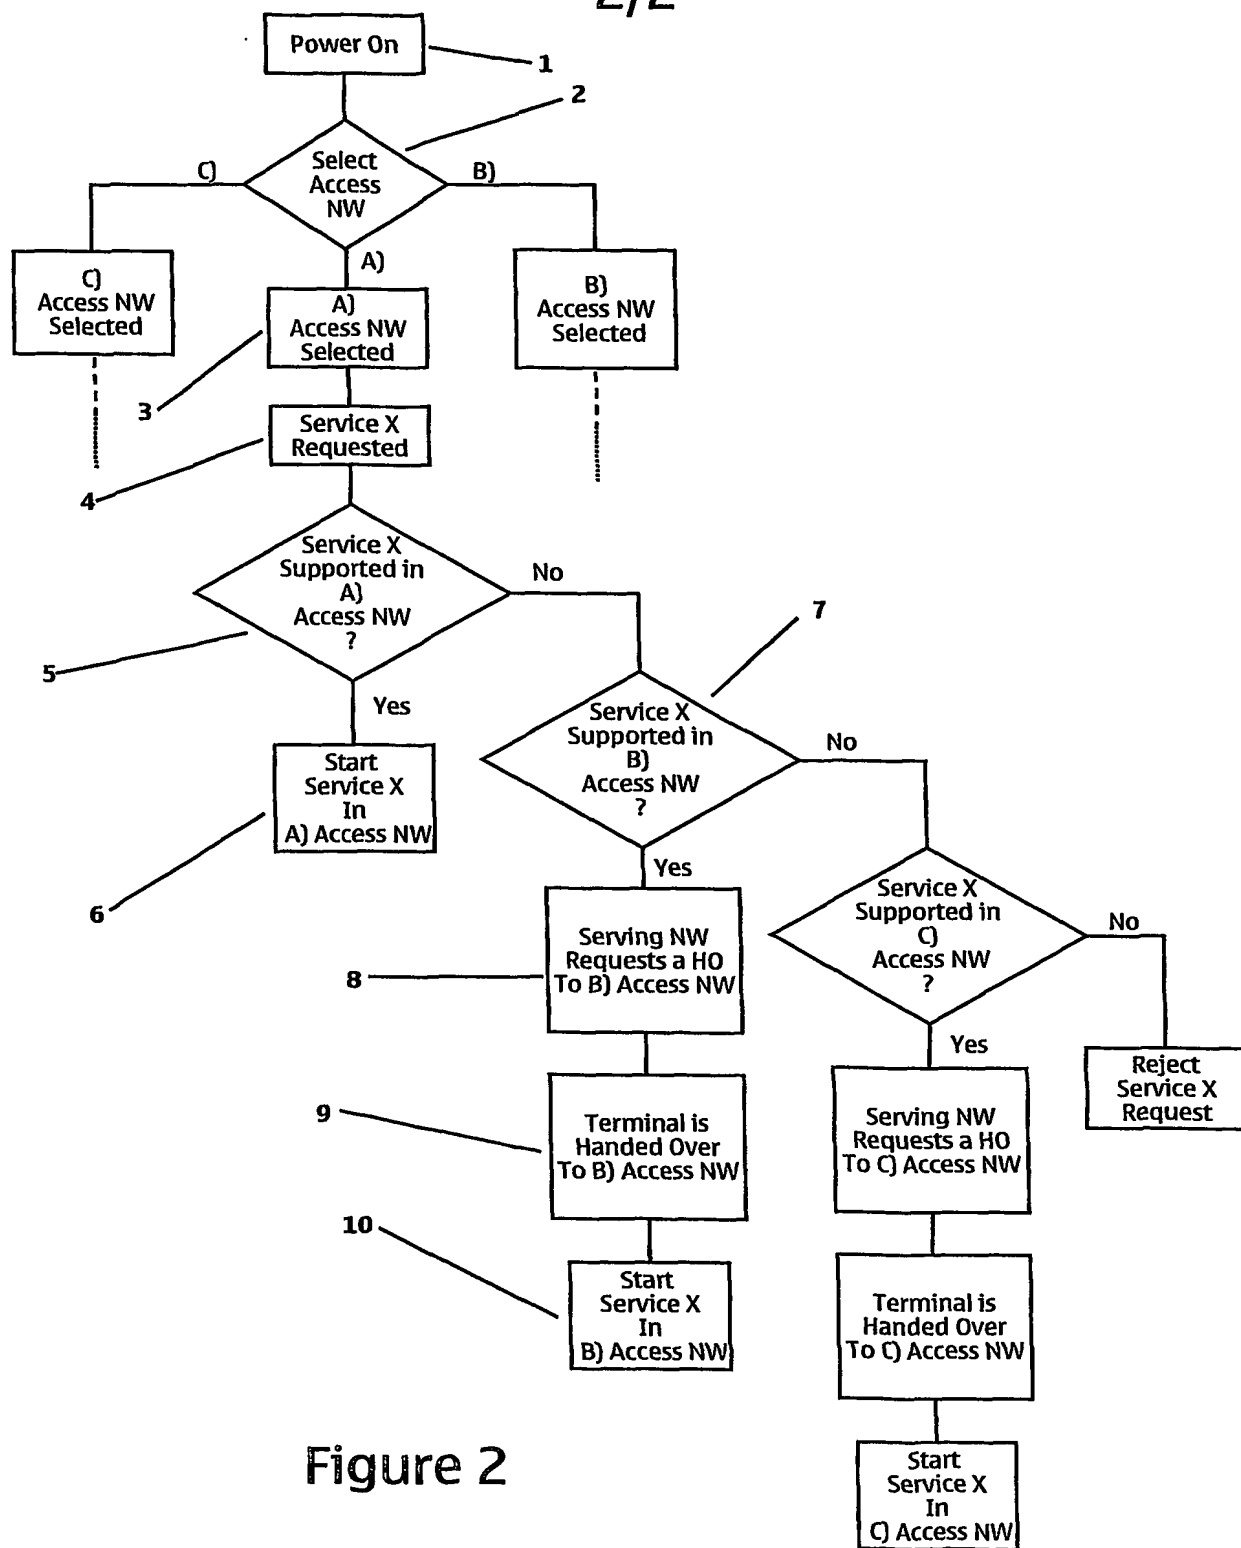 2/2
Power On
1
2
Select
Access
NW
C)
B)
A)
C)
Access NW
Selected
A)
Access NW
Selected
B)
Access NW
Selected
3
Service X
Requested
4
Service X
Supported in
A)
Access NW
?
No
5
Yes
7
Service X
Supported in
B)
Access NW
?
No
Start
Service X
In
A) Access NW
6
Yes
Service X
Supported in
C)
Access NW
?
No
Serving NW
Requests a HO
To B) Access NW
8
Yes
Reject
Service X
Request
Terminal is
Handed Over
To B) Access NW
9
Serving NW
Requests a HO
To C) Access NW
10
Start
Service X
In
B) Access NW
Terminal is
Handed Over
To C) Access NW
Start
Service X
In
C) Access NW
Figure 2